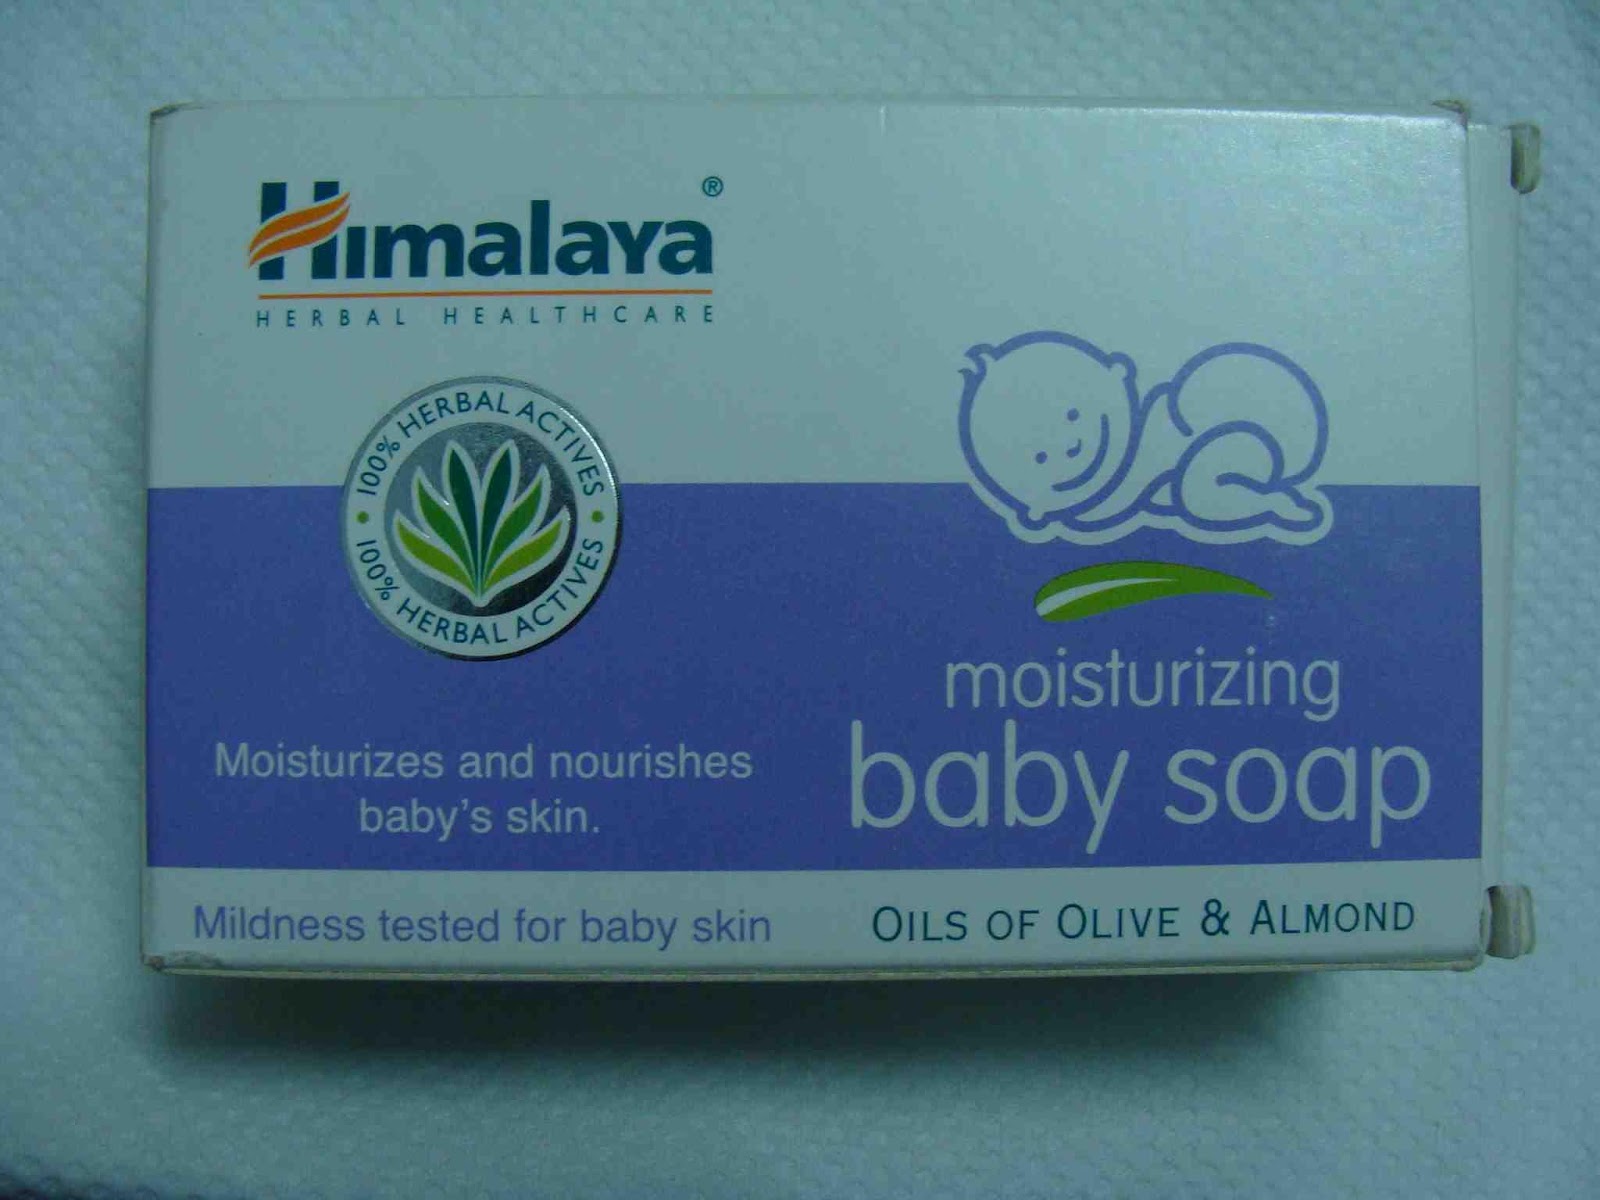 Himalaya®
HERBAL HEALTHCARE
100% HERBAL ACTIVES
100% HERBAL ACTIVES
Moisturizes and nourishes
baby's skin.
moisturizing
baby soap
Mildness tested for baby skin
OILS OF OLIVE & ALMOND